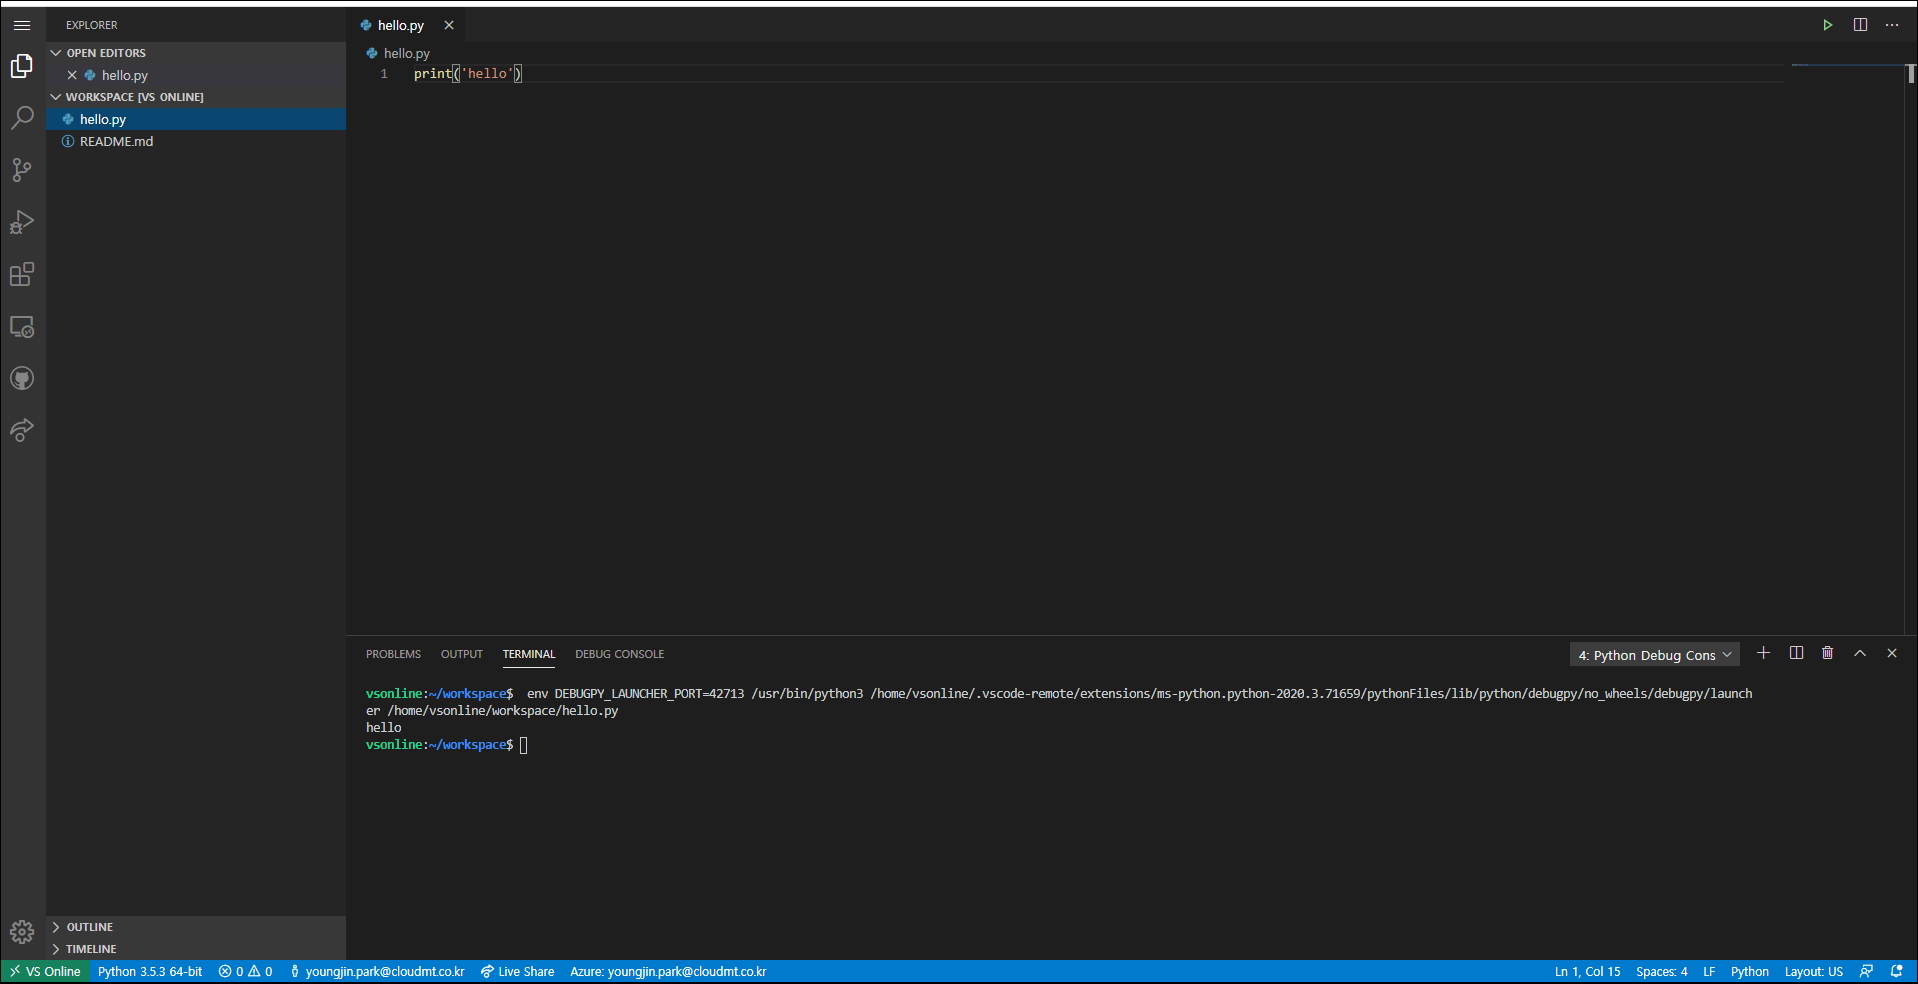 EXPLORER
OPEN EDITORS
hello.py
WORKSPACE [VS ONLINE]
hello.py
README.md
OUTLINE
TIMELINE
hello.py
hello.py
1 print('hello')
PROBLEMS OUTPUT TERMINAL DEBUG CONSOLE 4: Python Debug Cons
vsonline:~/workspace$ env DEBUGPY_LAUNCHER_PORT=42713 /usr/bin/python3 /home/vsonline/.vscode-remote/extensions/ms-python.python-2020.3.71659/pythonFiles/lib/python/debugpy/no_wheels/debugpy/launch
er /home/vsonline/workspace/hello.py
hello
vsonline:~/workspace$
VS Online Python 3.5.3 64-bit 0 0 youngjin.park@cloudmt.co.kr Live Share Azure: youngjin.park@cloudmt.co.kr Ln 1, Col 15 Spaces: 4 LF Python Layout: US